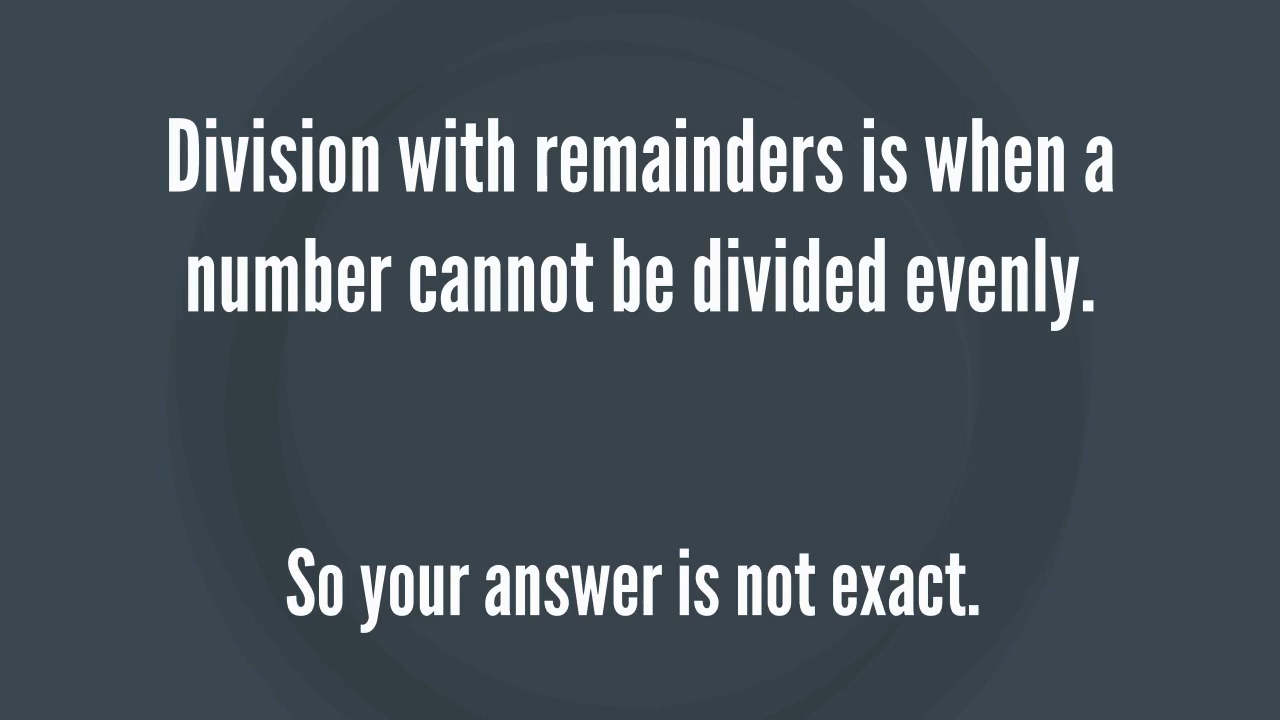 Division with remainders is when a
number cannot be divided evenly.
So your answer is not exact.